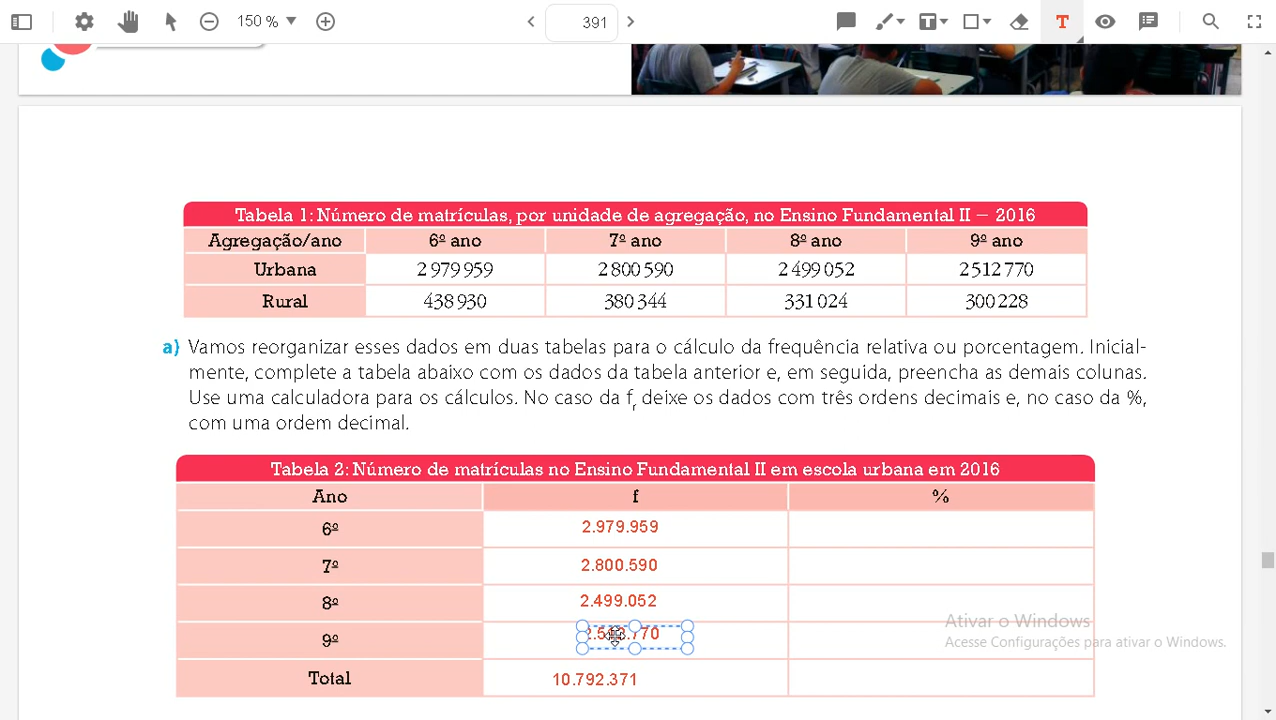 150 %
391
Tabela 1: Número de matrículas, por unidade de agregação, no Ensino Fundamental II — 2016
Agregação/ano 6º ano 7º ano 8º ano 9º ano
Urbana 2 979 959 2 800 590 2 499 052 2 512 770
Rural 438 930 380 344 331 024 300 228
a) Vamos reorganizar esses dados em duas tabelas para o cálculo da frequência relativa ou porcentagem. Inicial-
mente, complete a tabela abaixo com os dados da tabela anterior e, em seguida, preencha as demais colunas.
Use uma calculadora para os cálculos. No caso da fr deixe os dados com três ordens decimais e, no caso da %,
com uma ordem decimal.
Tabela 2: Número de matrículas no Ensino Fundamental II em escola urbana em 2016
Ano f %
6º 2.979.959
7º 2.800.590
8º 2.499.052
9º
Total 10.792.371
Ativar o Windows
Acesse Configurações para ativar o Windows.